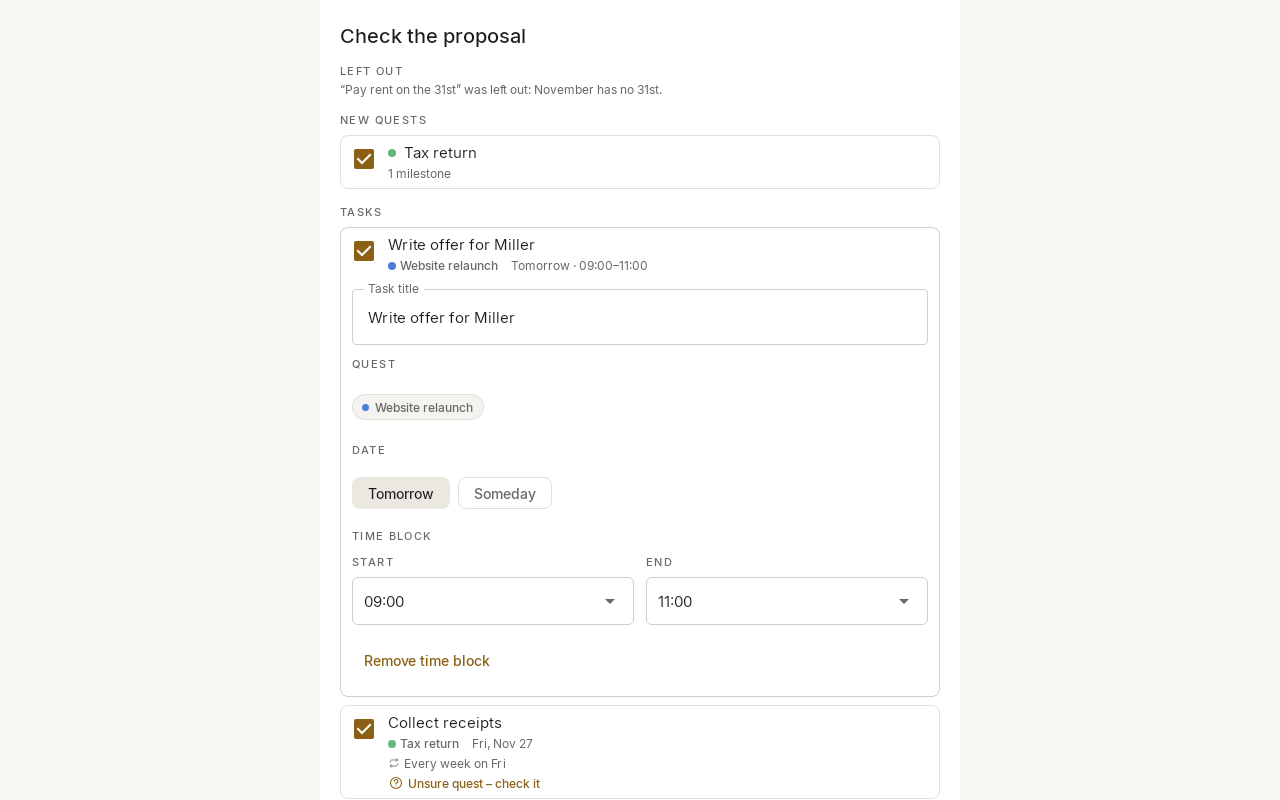 Check the proposal
LEFT OUT
“Pay rent on the 31st” was left out: November has no 31st.
NEW QUESTS
Tax return
1 milestone
TASKS
Write offer for Miller
Website relaunch Tomorrow · 09:00–11:00
Task title
Write offer for Miller
QUEST
Website relaunch
DATE
Tomorrow Someday
TIME BLOCK
START END
09:00 11:00
Remove time block
Collect receipts
Tax return Fri, Nov 27
Every week on Fri
Unsure quest – check it